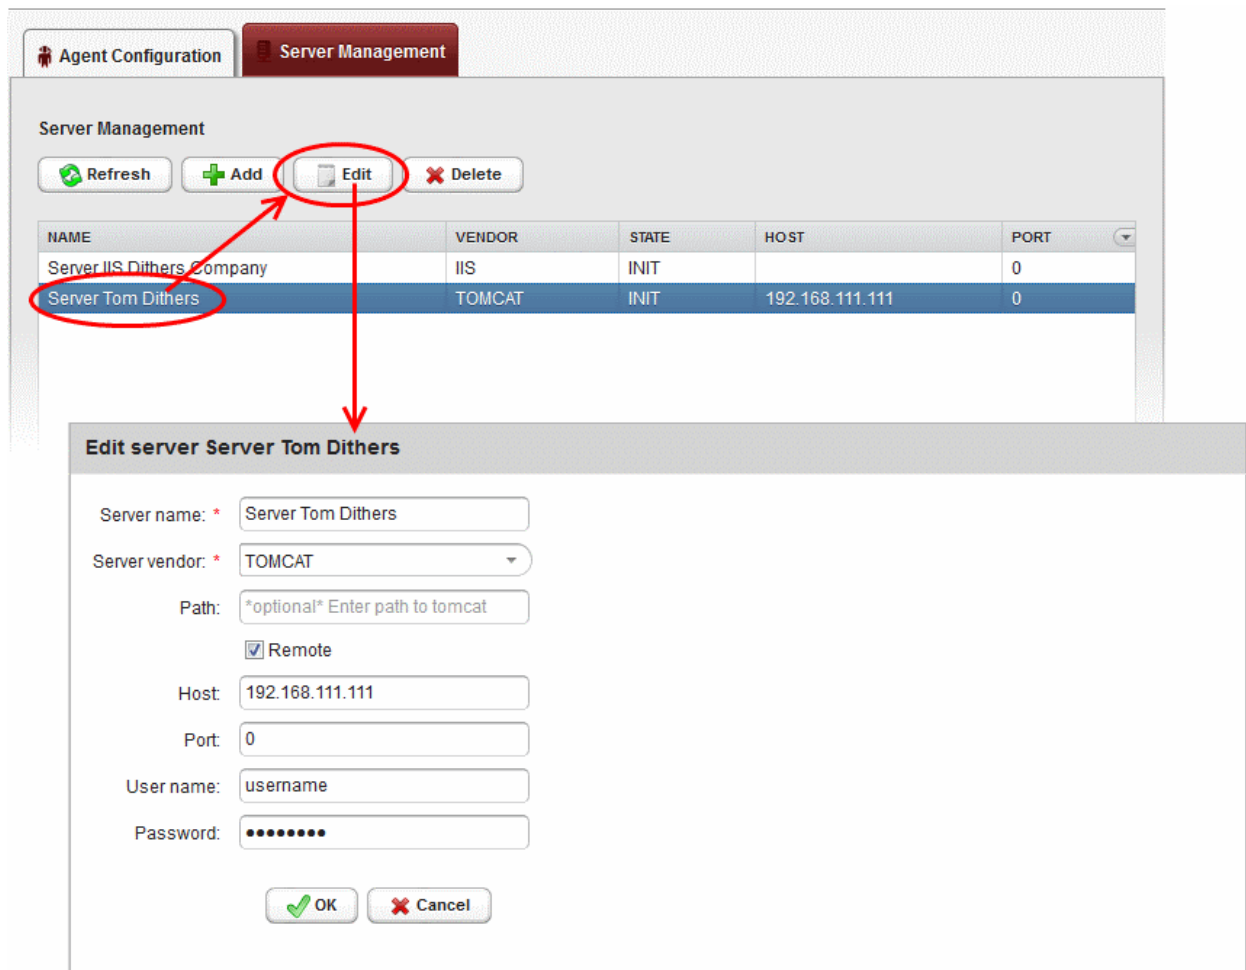 Agent Configuration Server Management
Server Management
Refresh Add Edit Delete
NAME VENDOR STATE HOST PORT
Server IIS Dithers Company IIS INIT 0
Server Tom Dithers TOMCAT INIT 192.168.111.111 0
Edit server Server Tom Dithers
Server name: * Server Tom Dithers
Server vendor: * TOMCAT
Path: *optional* Enter path to tomcat
Remote
Host: 192.168.111.111
Port: 0
User name: username
Password: ••••••••
OK Cancel